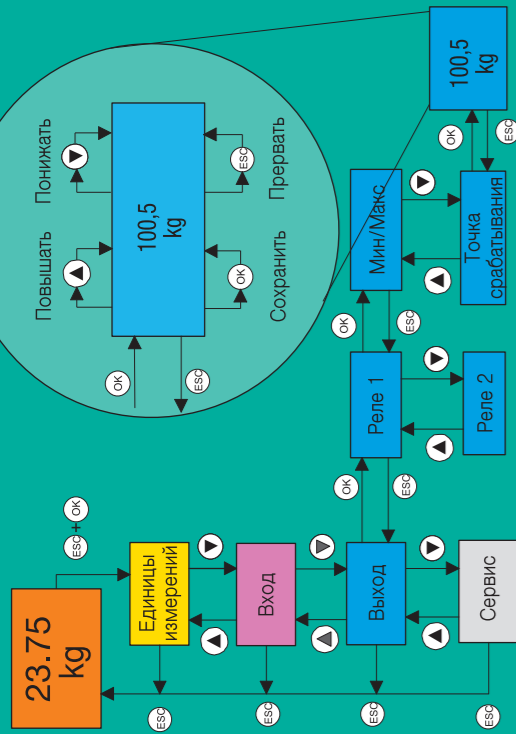 23.75
kg
ESC
+
OK
Единицы
измерений
ESC
Вход
ESC
Выход
ESC
Сервис
ESC
OK
ESC
Реле 1
Реле 2
OK
ESC
Мин/Макс
Точка
срабатывания
OK
ESC
100,5
kg
Повышать
Понижать
OK
ESC
100,5
kg
OK
ESC
Сохранить
Прервать